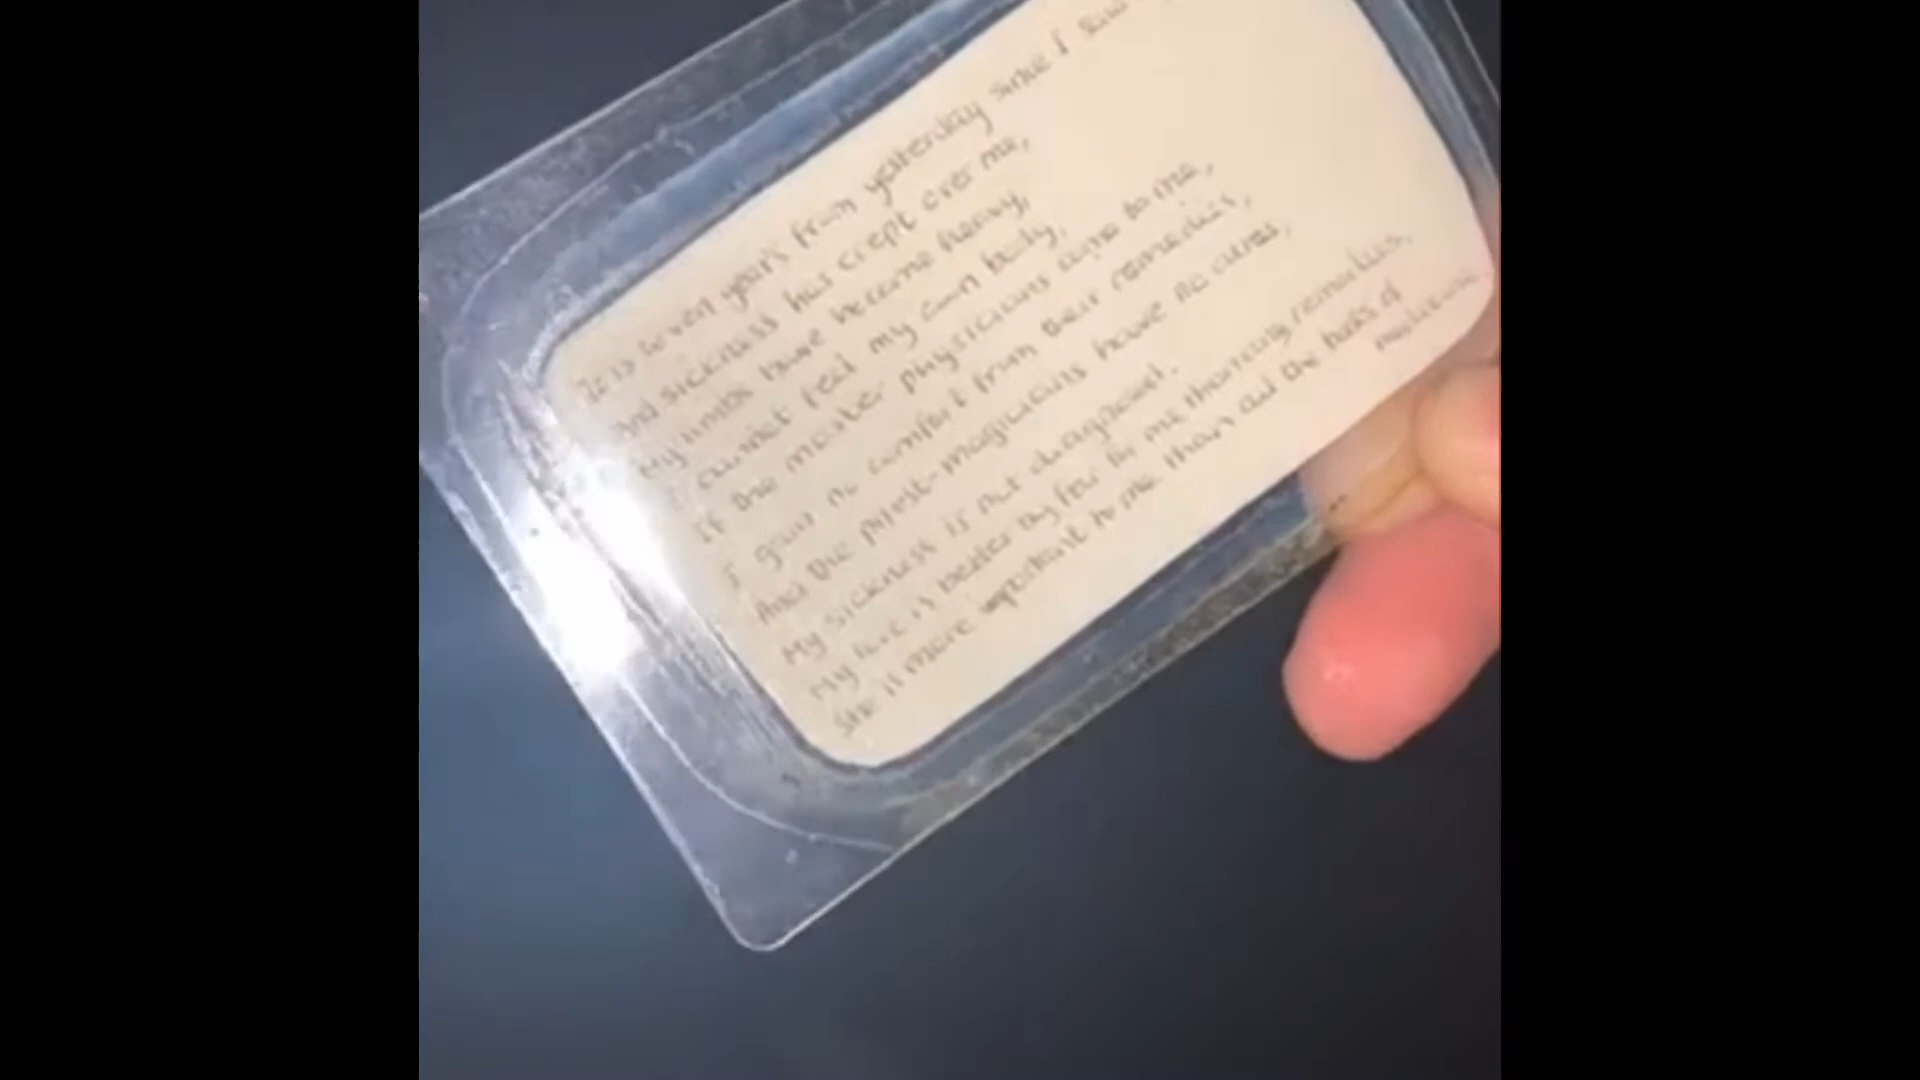 It is seven years from yesterday since I saw
And sickness has crept over me,
My limbs have become heavy,
I cannot feel my own body,
If the master physicians come to me,
I gain no comfort from their remedies,
And the priest-magicians have no cures,
My sickness is not diagnosed.
My love is better by far to me than my remedies,
She is more important to me than all the books of
medicine.